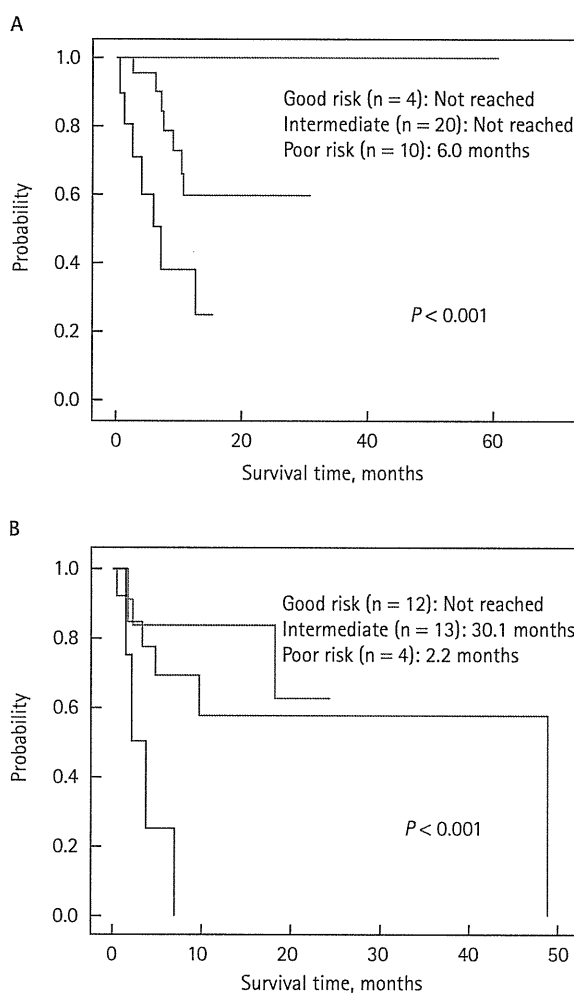 A
1.0
0.8
0.6
0.4
0.2
0.0
Probability
Good risk (n = 4): Not reached
Intermediate (n = 20): Not reached
Poor risk (n = 10): 6.0 months
P < 0.001
0 20 40 60
Survival time, months
B
1.0
0.8
0.6
0.4
0.2
0.0
Probability
Good risk (n = 12): Not reached
Intermediate (n = 13): 30.1 months
Poor risk (n = 4): 2.2 months
P < 0.001
0 10 20 30 40 50
Survival time, months